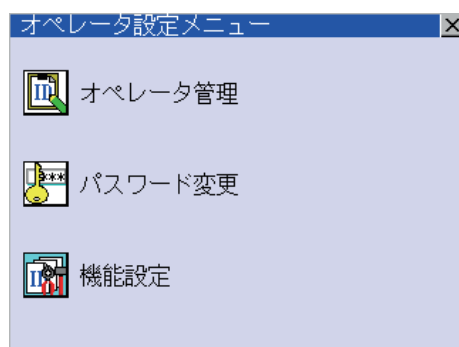 オペレータ設定メニュー
オペレータ管理
パスワード変更
機能設定